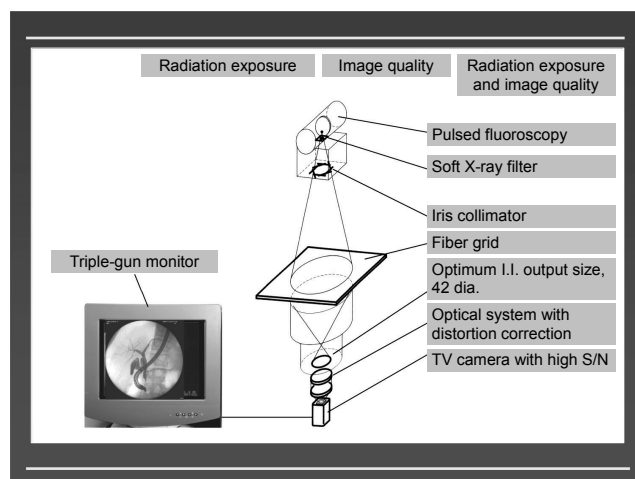 Radiation exposure
Image quality
Radiation exposure
and image quality
Pulsed fluoroscopy
Soft X-ray filter
Iris collimator
Fiber grid
Triple-gun monitor
Optimum I.I. output size,
42 dia.
Optical system with
distortion correction
TV camera with high S/N